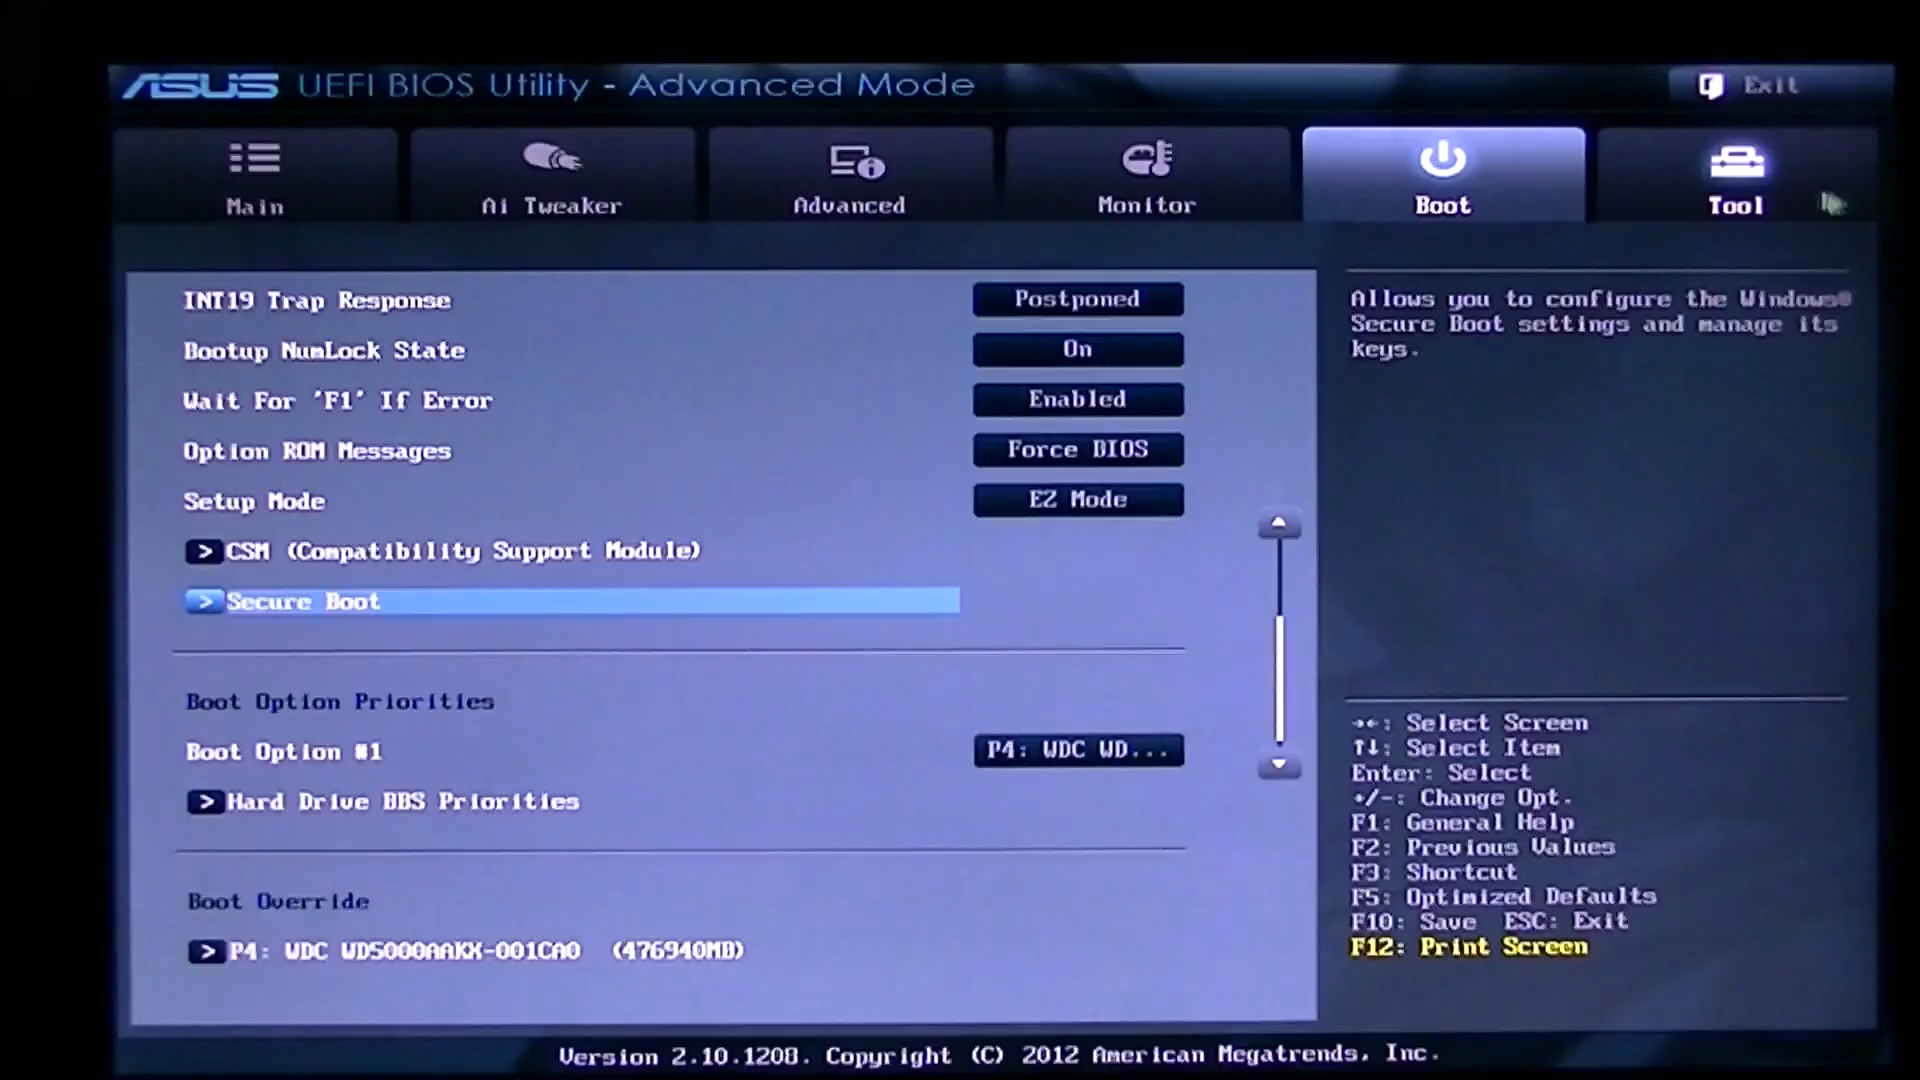 ASUS UEFI BIOS Utility - Advanced Mode
Exit
Main
Ai Tweaker
Advanced
Monitor
Boot
Tool
INT19 Trap Response Postponed
Bootup NumLock State On
Wait For 'F1' If Error Enabled
Option ROM Messages Force BIOS
Setup Mode EZ Mode
> CSM (Compatibility Support Module)
> Secure Boot
Boot Option Priorities
Boot Option #1 P4: WDC WD...
> Hard Drive BBS Priorities
Boot Override
> P4: WDC WD5000AAKX-001CA0 (476940MB)
Allows you to configure the Windows®
Secure Boot settings and manage its
keys.
→←: Select Screen
↑↓: Select Item
Enter: Select
+/-: Change Opt.
F1: General Help
F2: Previous Values
F3: Shortcut
F5: Optimized Defaults
F10: Save ESC: Exit
F12: Print Screen
Version 2.10.1208. Copyright (C) 2012 American Megatrends, Inc.